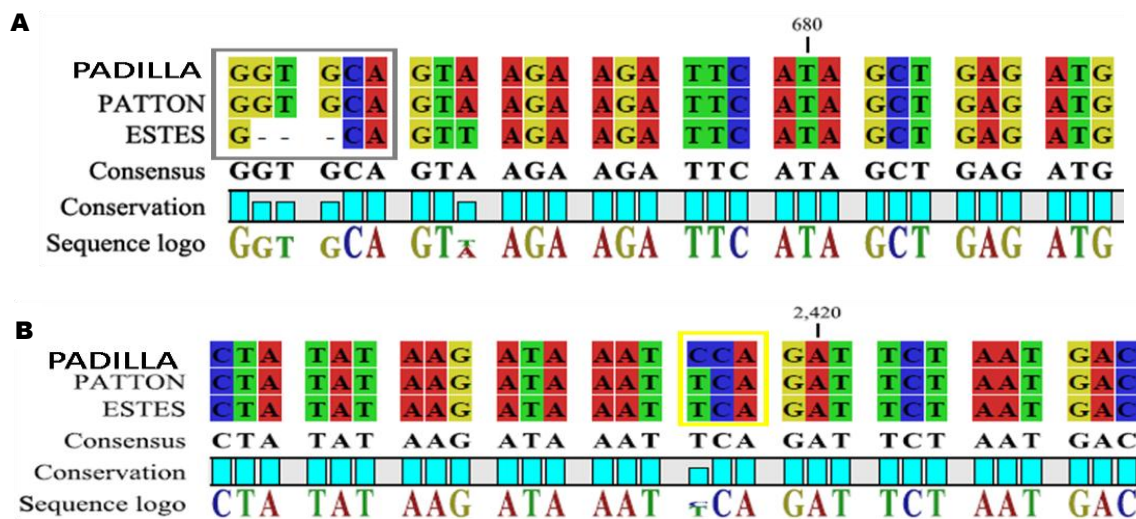 A
680
PADILLA GGT GCA GTA AGA AGA TTC ATA GCT GAG ATG
PATTON GGT GCA GTA AGA AGA TTC ATA GCT GAG ATG
ESTES G-- -CA GTT AGA AGA TTC ATA GCT GAG ATG
Consensus GGT GCA GTA AGA AGA TTC ATA GCT GAG ATG
Conservation
Sequence logo GGT GCA GT AGA AGA TTC ATA GCT GAG ATG
B
2,420
PADILLA CTA TAT AAG ATA AAT CCA GAT TCT AAT GAC
PATTON CTA TAT AAG ATA AAT TCA GAT TCT AAT GAC
ESTES CTA TAT AAG ATA AAT TCA GAT TCT AAT GAC
Consensus CTA TAT AAG ATA AAT TCA GAT TCT AAT GAC
Conservation
Sequence logo CTA TAT AAG ATA AAT CA GAT TCT AAT GAC